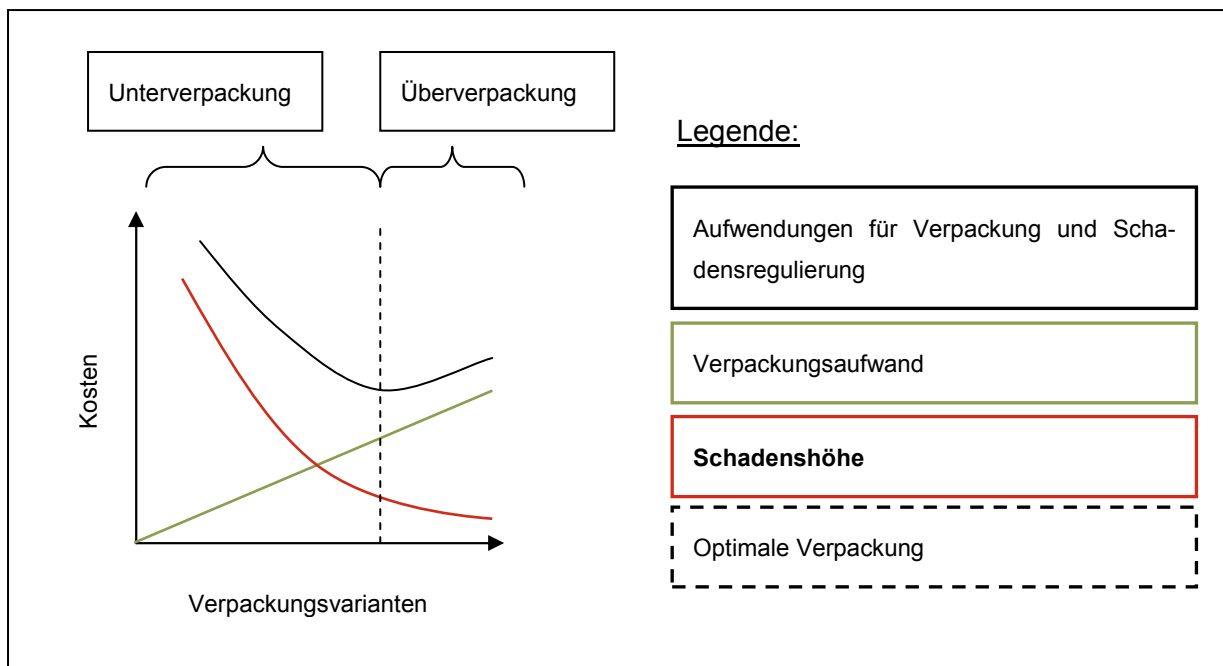 Unterverpackung
Überverpackung
Legende:
Aufwendungen für Verpackung und Scha-
densregulierung
Verpackungsaufwand
Schadenshöhe
Optimale Verpackung
Kosten
Verpackungsvarianten